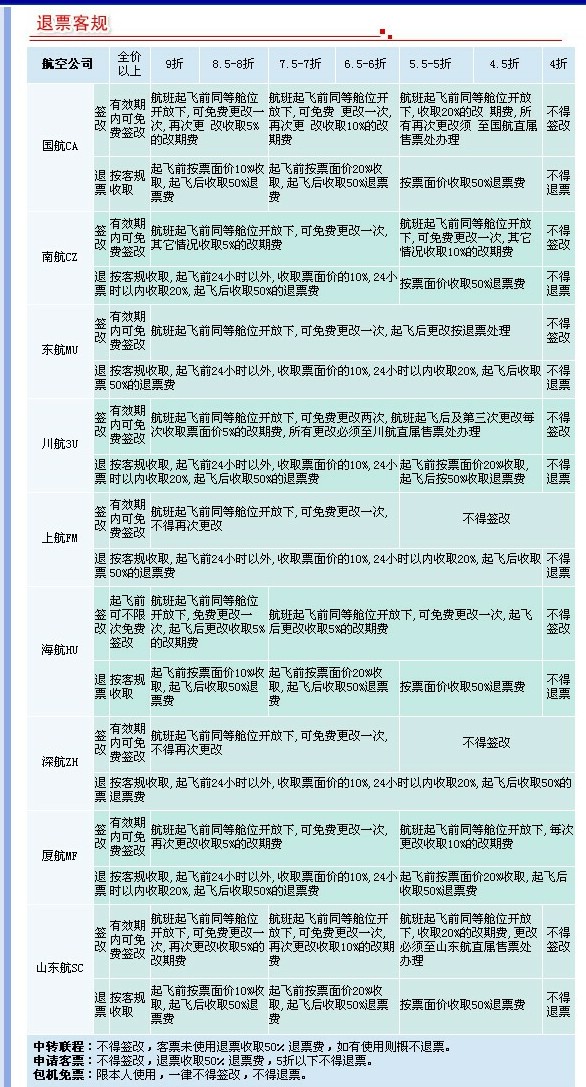 退票客规
航空公司 全价以上 9折 8.5-8折 7.5-7折 6.5-6折 5.5-5折 4.5折 4折
国航CA
签改
有效期
内可免
费签改
航班起飞前同等舱位
开放下,可免费更改一
次,再次更 改收取5%
的改期费
航班起飞前同等舱位开
放下,可免费 更改一次,
再次更 改收取10%的改
期费
航班起飞前同等舱位开放
下,收取20%的改 期费,所
有再次更改须 至国航直属
售票处办理
不得
签改
退票
按客规
收取
起飞前按票面价10%收
取,起飞后收取50%退
票费
起飞前按票面价20%收
取,起飞后收取50%退票
费
按票面价收取50%退票费
不得
退票
南航CZ
签改
有效期
内可免
费签改
航班起飞前同等舱位开放下,可免费更改一次,
其它情况收取5%的改期费
航班起飞前同等舱位开放
下,可免费更改一次,其它
情况收取10%的改期费
不得
签改
退票
按客规收取,起飞前24小时以外,收取票面价的10%,24小
时以内收取20%,起飞后收取50%的退票费
按票面价收取50%退票费
不得
退票
东航MU
签改
有效期
内可免
费签改
航班起飞前同等舱位开放下,可免费更改一次,起飞后更改按退票处理
不得
签改
退票
按客规收取,起飞前24小时以外,收取票面价的10%,24小时以内收取20%,起飞后收取
50%的退票费
不得
退票
川航3U
签改
有效期
内可免
费签改
航班起飞前同等舱位开放下,可免费更改两次,航班起飞后及第三次更改每
次收取票面价5%的改期费,所有更改必须至川航直属售票处办理
不得
签改
退票
按客规收取,起飞前24小时以外,收取票面价的10%,24小
时以内收取20%,起飞后收取50%的退票费
起飞前按票面价20%收取,
起飞后按50%收取退票费
不得
退票
上航FM
签改
有效期
内可免
费签改
航班起飞前同等舱位开放下,可免费更改一次,
不得再次更改
不得签改
退票
按客规收取,起飞前24小时以外,收取票面价的10%,24小时以内收取20%,起飞后收取
50%的退票费
不得
退票
海航HU
签改
起飞前
可不限
次免费
签改
航班起飞前同等舱位
开放下,免费更改一
次,起飞后更改收取5%
的改期费
航班起飞前同等舱位开放下,可免费更改一次,起飞
后更改收取5%的改期费
不得
签改
退票
按客规
收取
起飞前按票面价10%收
取,起飞后收取50%退
票费
起飞前按票面价20%收
取,起飞后收取50%退票
费
按票面价收取50%退票费
不得
退票
深航ZH
签改
有效期
内可免
费签改
航班起飞前同等舱位开放下,可免费更改一次,
不得再次更改
不得签改
退票
按客规收取,起飞前24小时以外,收取票面价的10%,24小时以内收取20%,起飞后收取50%的
退票费
厦航MF
签改
有效期
内可免
费签改
航班起飞前同等舱位开放下,可免费更改一次,
再次更改收取5%的改期费
航班起飞前同等舱位开放下,每次
更改收取10%的改期费
退票
按客规收取,起飞前24小时以外,收取票面价的10%,24小
时以内收取20%,起飞后收取50%的退票费
起飞前按票面价20%收取,起飞后
收取50%退票费
山东航SC
签改
有效期
内可免
费签改
航班起飞前同等舱位
开放下,可免费更改一
次,再次更改收取5%的
改期费
航班起飞前同等舱位开
放下,可免费更改一次,
再次更改收取10%的改期
费
航班起飞前同等舱位开放
下,收取20%的改期费,更改
必须至山东航直属售票处
办理
不得
签改
退票
按客规
收取
起飞前按票面价10%收
取,起飞后收取50%退
票费
起飞前按票面价20%收
取,起飞后收取50%退票
费
按票面价收取50%退票费
不得
退票
中转联程：不得签改，客票未使用退票收取50% 退票费，如有使用则概不退票。
申请客票：不得签改，退票收取50% 退票费，5折以下不得退票。
包机免票：限本人使用，一律不得签改，不得退票。